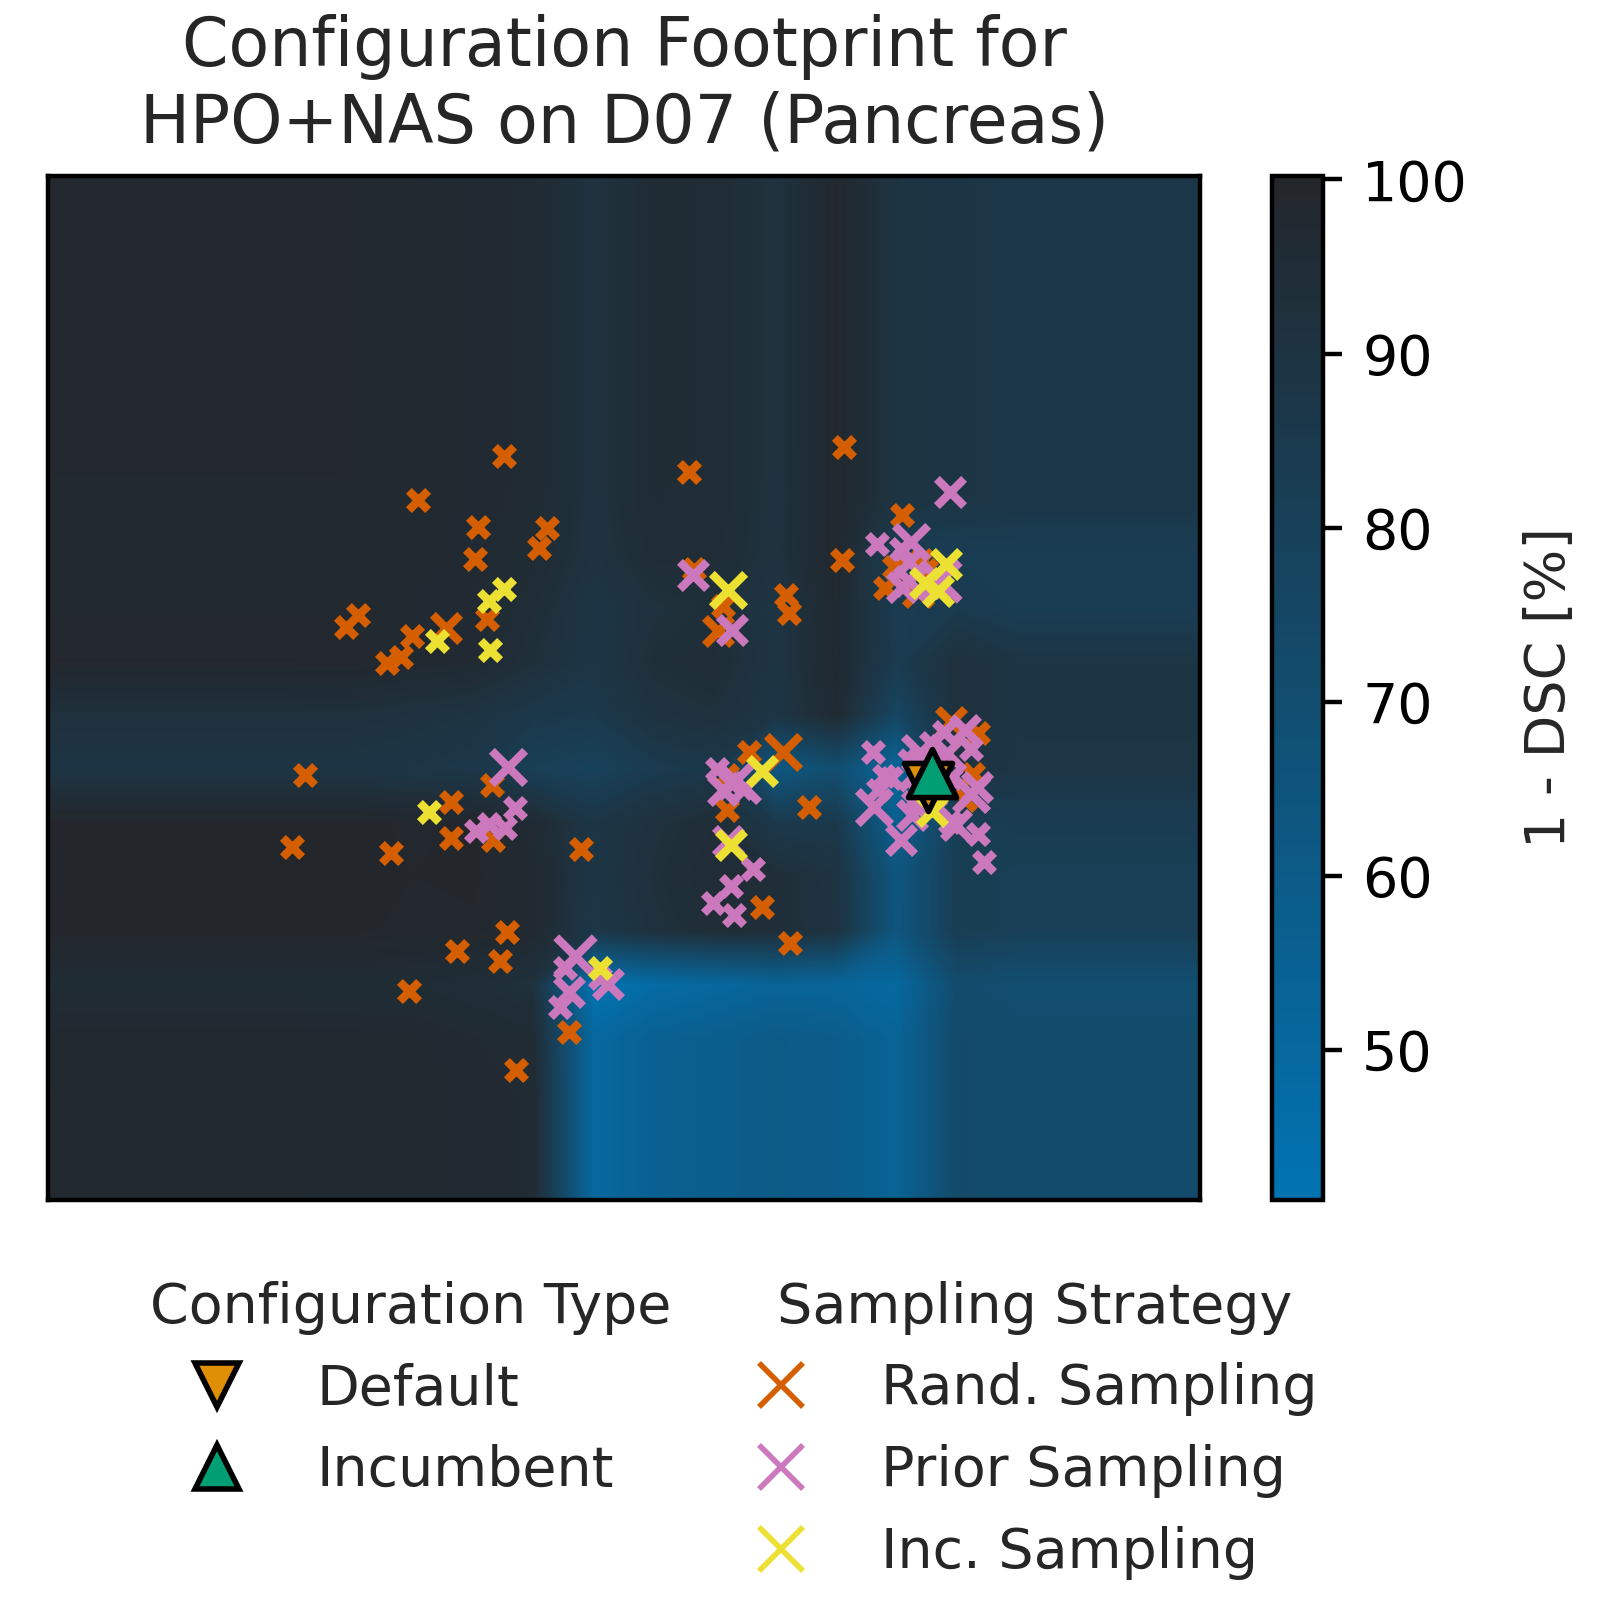 Configuration Footprint for
HPO+NAS on D07 (Pancreas)
100
90
80
70
60
50
1 - DSC [%]
Configuration Type
Default
Incumbent
Sampling Strategy
Rand. Sampling
Prior Sampling
Inc. Sampling